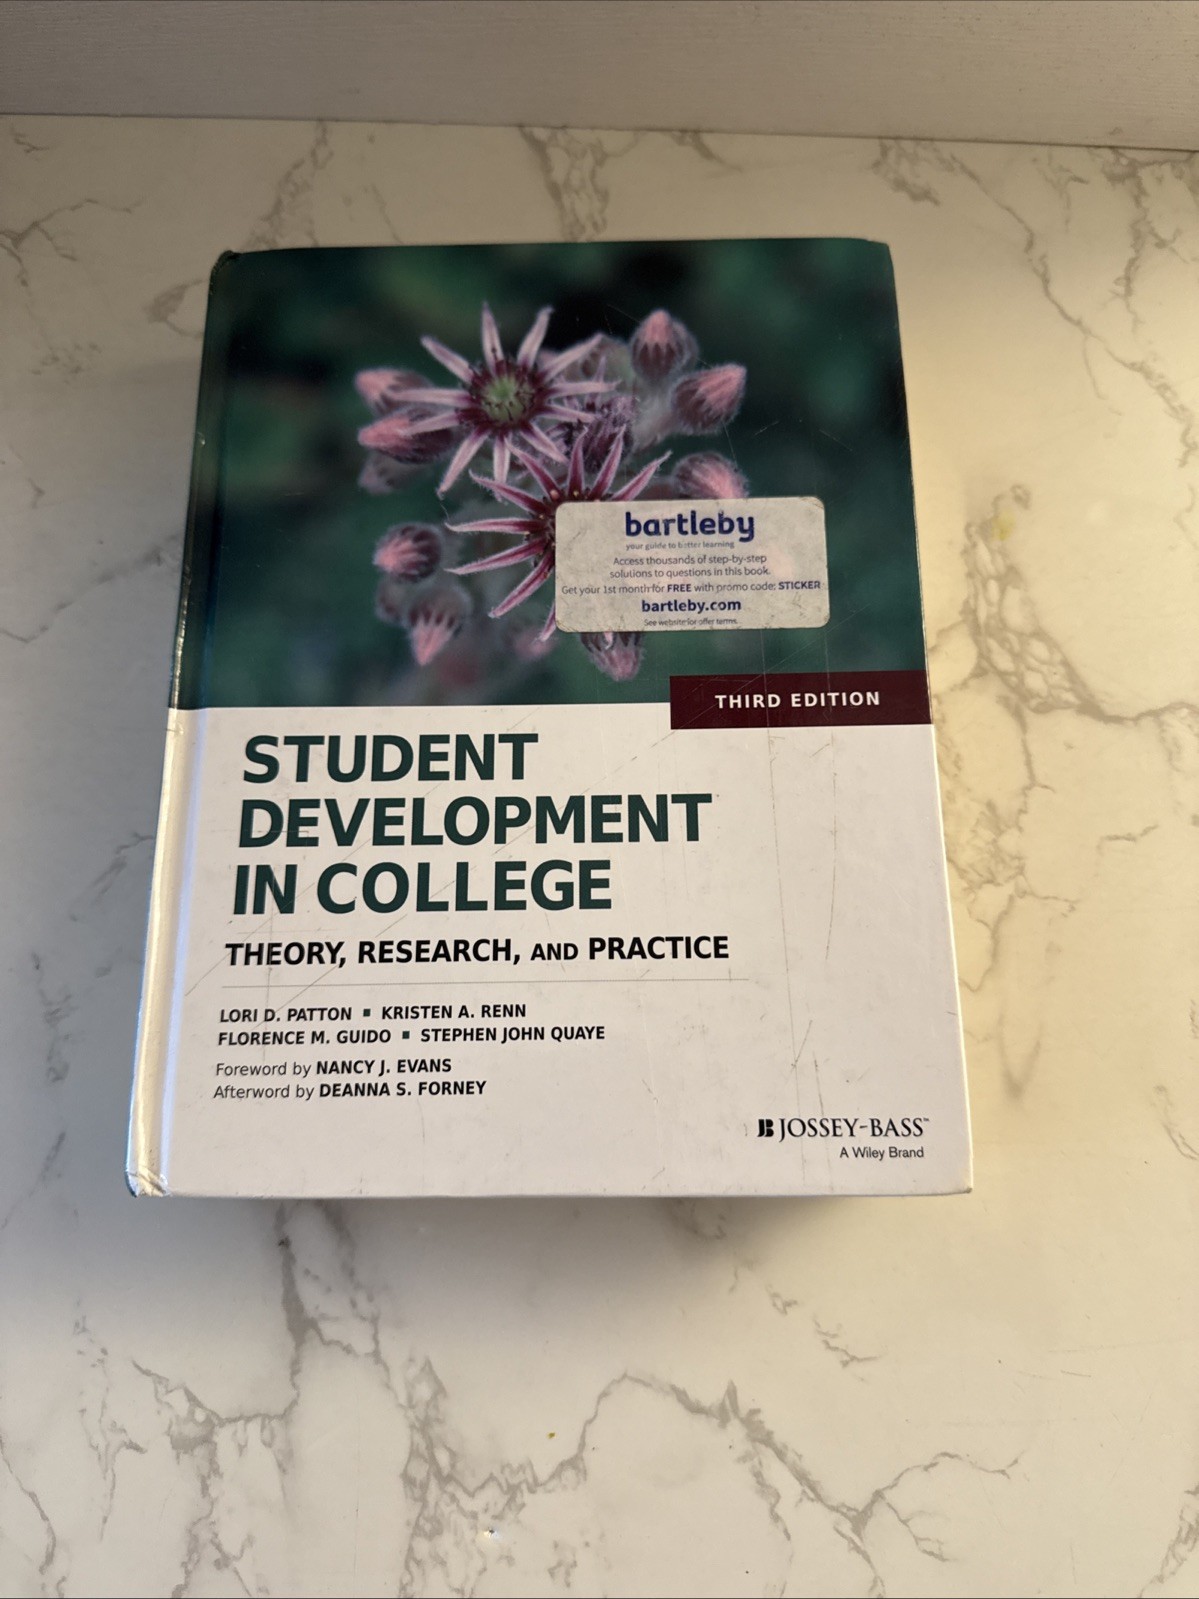 bartleby
your guide to better learning
Access thousands of step-by-step
solutions to questions in this book.
Get your 1st month for FREE with promo code: STICKER
bartleby.com
See website for offer terms.
THIRD EDITION
STUDENT
DEVELOPMENT
IN COLLEGE
THEORY, RESEARCH, AND PRACTICE
LORI D. PATTON ▪ KRISTEN A. RENN
FLORENCE M. GUIDO ▪ STEPHEN JOHN QUAYE
Foreword by NANCY J. EVANS
Afterword by DEANNA S. FORNEY
JB JOSSEY-BASS™
A Wiley Brand